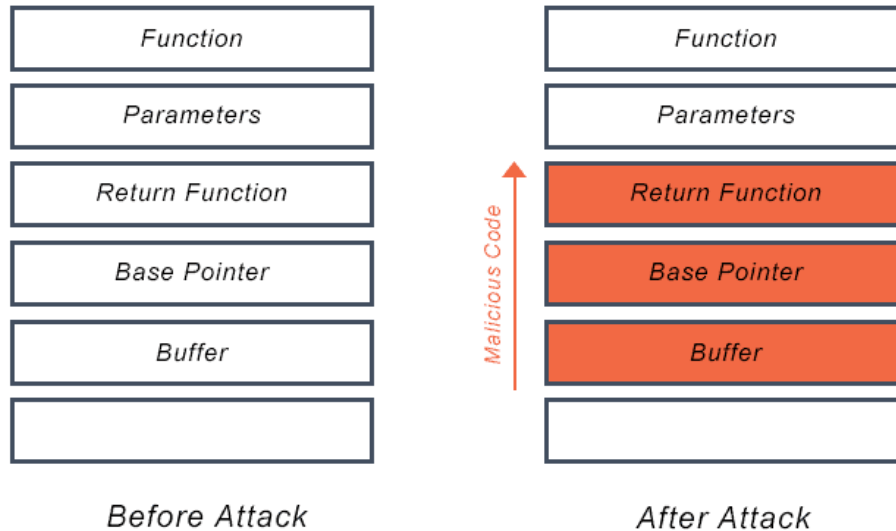 Function
Parameters
Return Function
Base Pointer
Buffer
Before Attack
Malicious Code
Function
Parameters
Return Function
Base Pointer
Buffer
After Attack